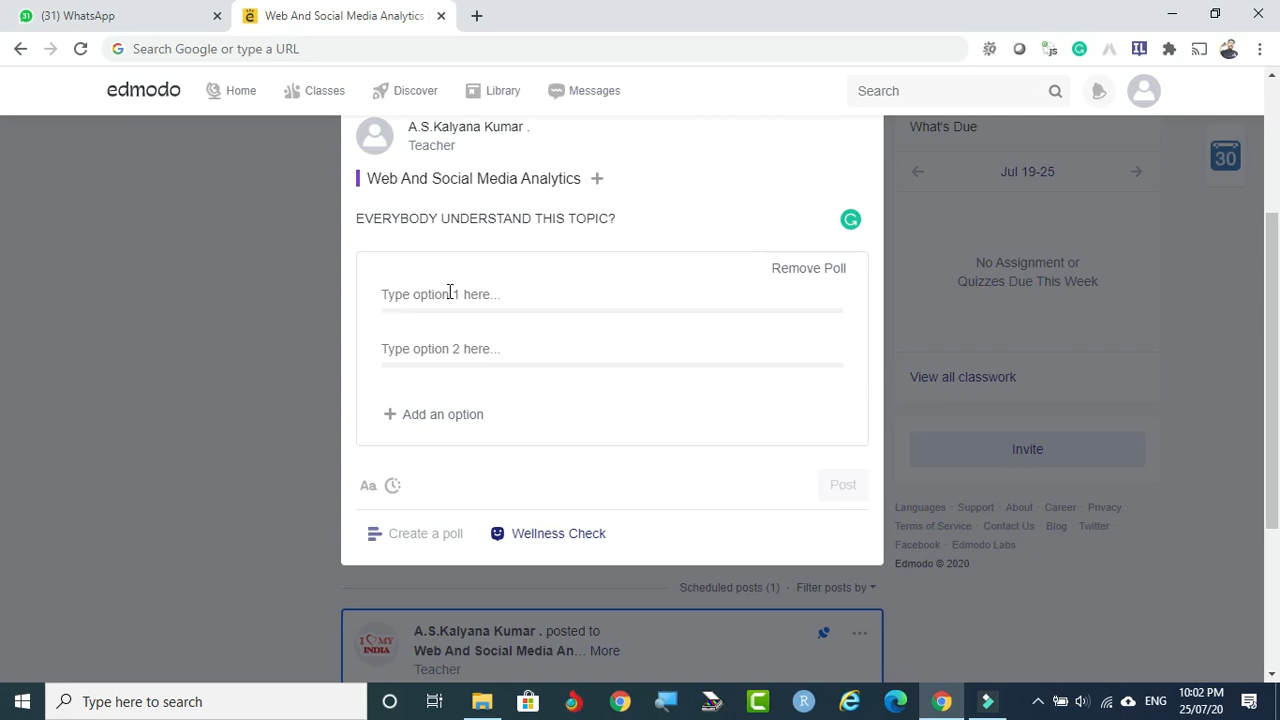 (31) WhatsApp
Web And Social Media Analytics
Search Google or type a URL
edmodo
Home
Classes
Discover
Library
Messages
Search
A.S.Kalyana Kumar .
Teacher
Web And Social Media Analytics
EVERYBODY UNDERSTAND THIS TOPIC?
Remove Poll
Type option 1 here...
Type option 2 here...
Add an option
Aa
Post
Create a poll
Wellness Check
Scheduled posts (1) · Filter posts by
I MY
INDIA
A.S.Kalyana Kumar . posted to
Web And Social Media An... More
Teacher
What's Due
30
Jul 19-25
No Assignment or
Quizzes Due This Week
View all classwork
Invite
Languages · Support · About · Career · Privacy ·
Terms of Service · Contact Us · Blog · Twitter
Facebook · Edmodo Labs
Edmodo © 2020
Type here to search
ENG
10:02 PM
25/07/20